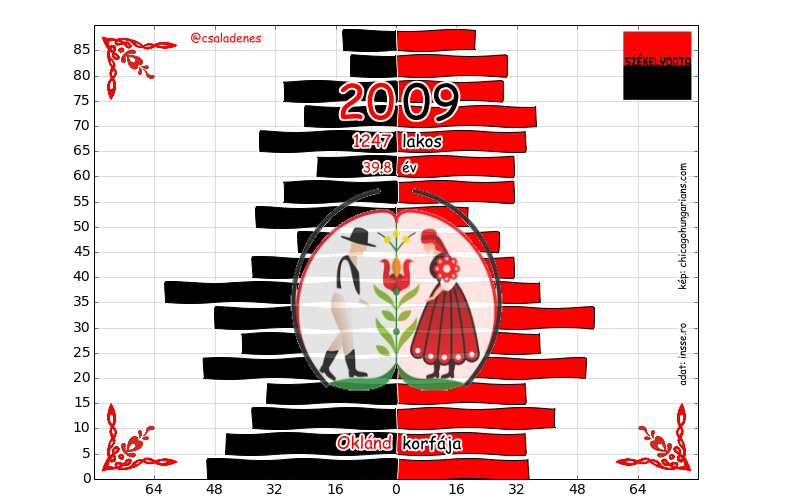 @csaladenes
SZÉKELYDATA
2009
1247 lakos
39.8 év
kép: chicagohungarians.com
adat: insse.ro
Oklánd korfája
85
80
75
70
65
60
55
50
45
40
35
30
25
20
15
10
5
0
64 48 32 16 0 16 32 48 64